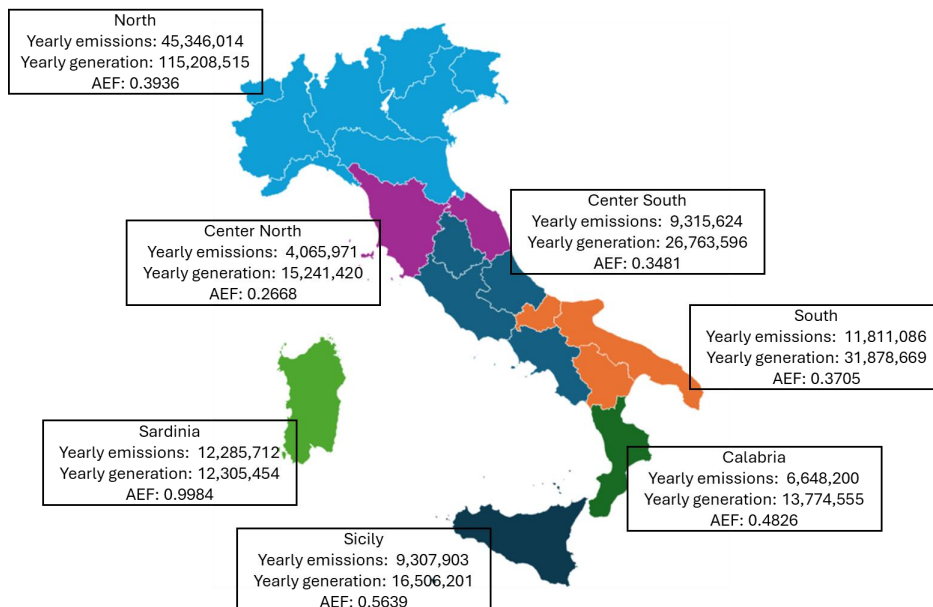 North
Yearly emissions: 45,346,014
Yearly generation: 115,208,515
AEF: 0.3936
Center South
Yearly emissions: 9,315,624
Yearly generation: 26,763,596
AEF: 0.3481
Center North
Yearly emissions: 4,065,971
Yearly generation: 15,241,420
AEF: 0.2668
South
Yearly emissions: 11,811,086
Yearly generation: 31,878,669
AEF: 0.3705
Sardinia
Yearly emissions: 12,285,712
Yearly generation: 12,305,454
AEF: 0.9984
Calabria
Yearly emissions: 6,648,200
Yearly generation: 13,774,555
AEF: 0.4826
Sicily
Yearly emissions: 9,307,903
Yearly generation: 16,506,201
AEF: 0.5639